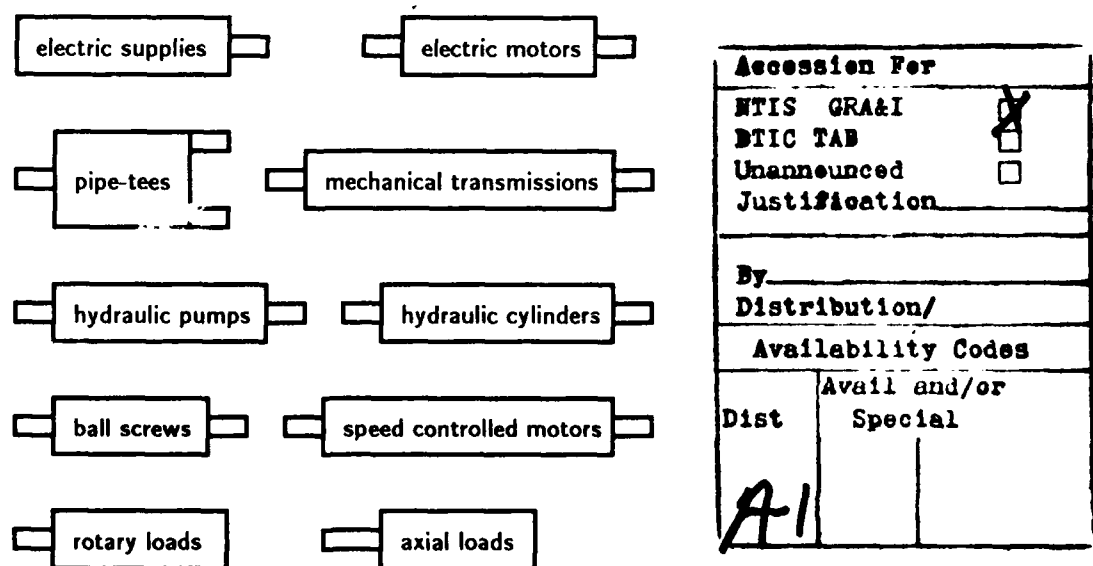 electric supplies
electric motors
pipe-tees
mechanical transmissions
hydraulic pumps
hydraulic cylinders
ball screws
speed controlled motors
rotary loads
axial loads
Accession For
NTIS GRA&I
DTIC TAB
Unannounced
Justification
By
Distribution/
Availability Codes
Avail and/or
Dist Special
A-1